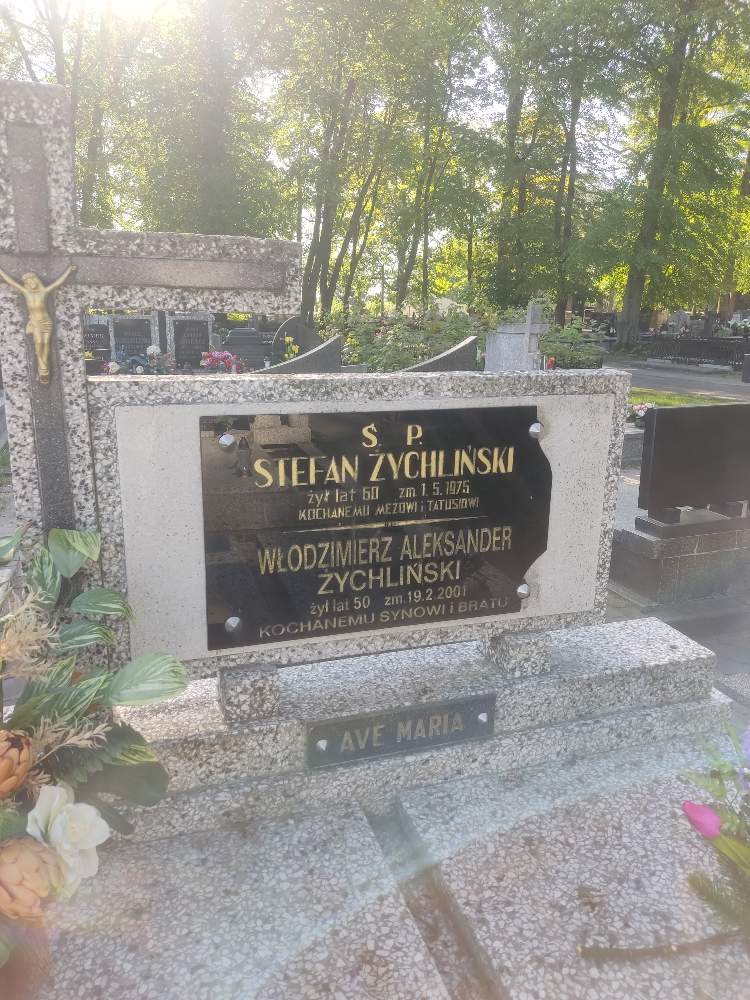 Ś. P.
STEFAN ŻYCHLIŃSKI
żył lat 60 zm. 1.5.1975
KOCHANEMU MĘŻOWI i TATUSIOWI
WŁODZIMIERZ ALEKSANDER
ŻYCHLIŃSKI
żył lat 50 zm. 19.2.2001
KOCHANEMU SYNOWI i BRATU
AVE MARIA